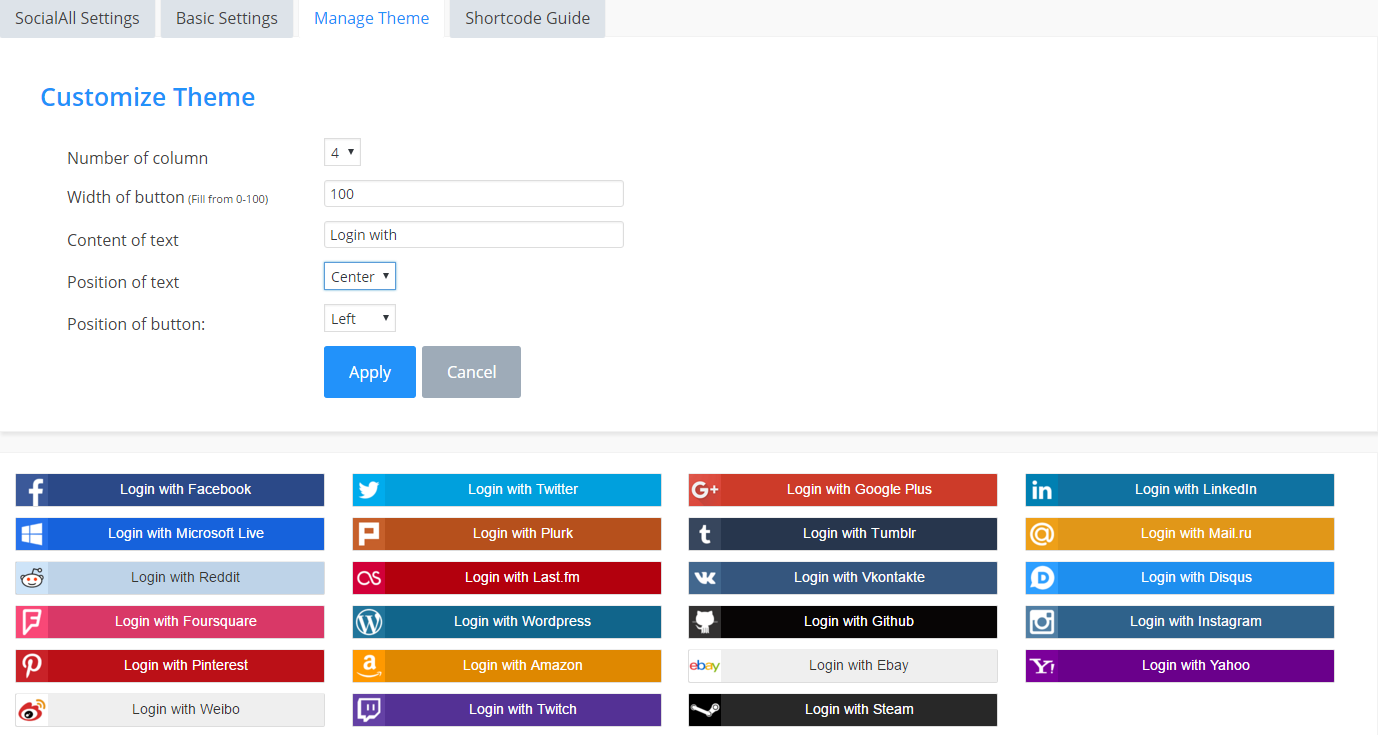 SocialAll Settings Basic Settings Manage Theme Shortcode Guide
Customize Theme
Number of column 4
Width of button (Fill from 0-100) 100
Content of text Login with
Position of text Center
Position of button: Left
Apply Cancel
f Login with Facebook Login with Twitter G+ Login with Google Plus in Login with LinkedIn
Login with Microsoft Live P Login with Plurk t Login with Tumblr @ Login with Mail.ru
Login with Reddit os Login with Last.fm VK Login with Vkontakte D Login with Disqus
F Login with Foursquare W Login with Wordpress Login with Github Login with Instagram
P Login with Pinterest a Login with Amazon ebay Login with Ebay Y! Login with Yahoo
Login with Weibo Login with Twitch Login with Steam